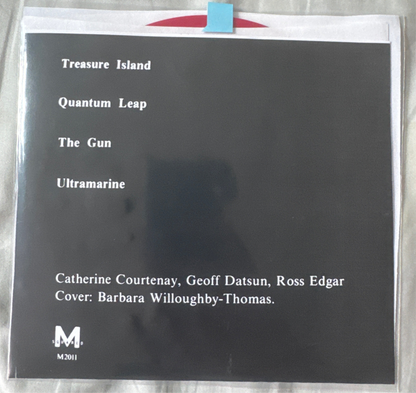 Treasure Island
Quantum Leap
The Gun
Ultramarine
Catherine Courtenay, Geoff Datsun, Ross Edgar
Cover: Barbara Willoughby-Thomas.
M
M2011